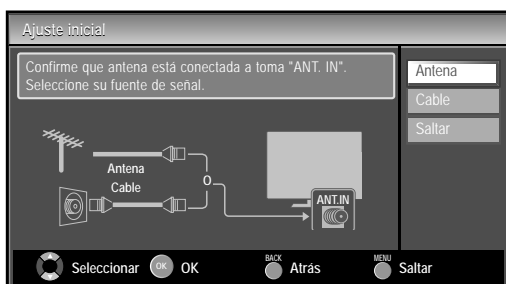 Ajuste inicial
Confirme que antena está conectada a toma "ANT. IN".
Seleccione su fuente de señal.
Antena
Cable
Saltar
Antena
Cable
O
ANT.IN
Seleccionar
OK OK
BACK Atrás
MENU Saltar